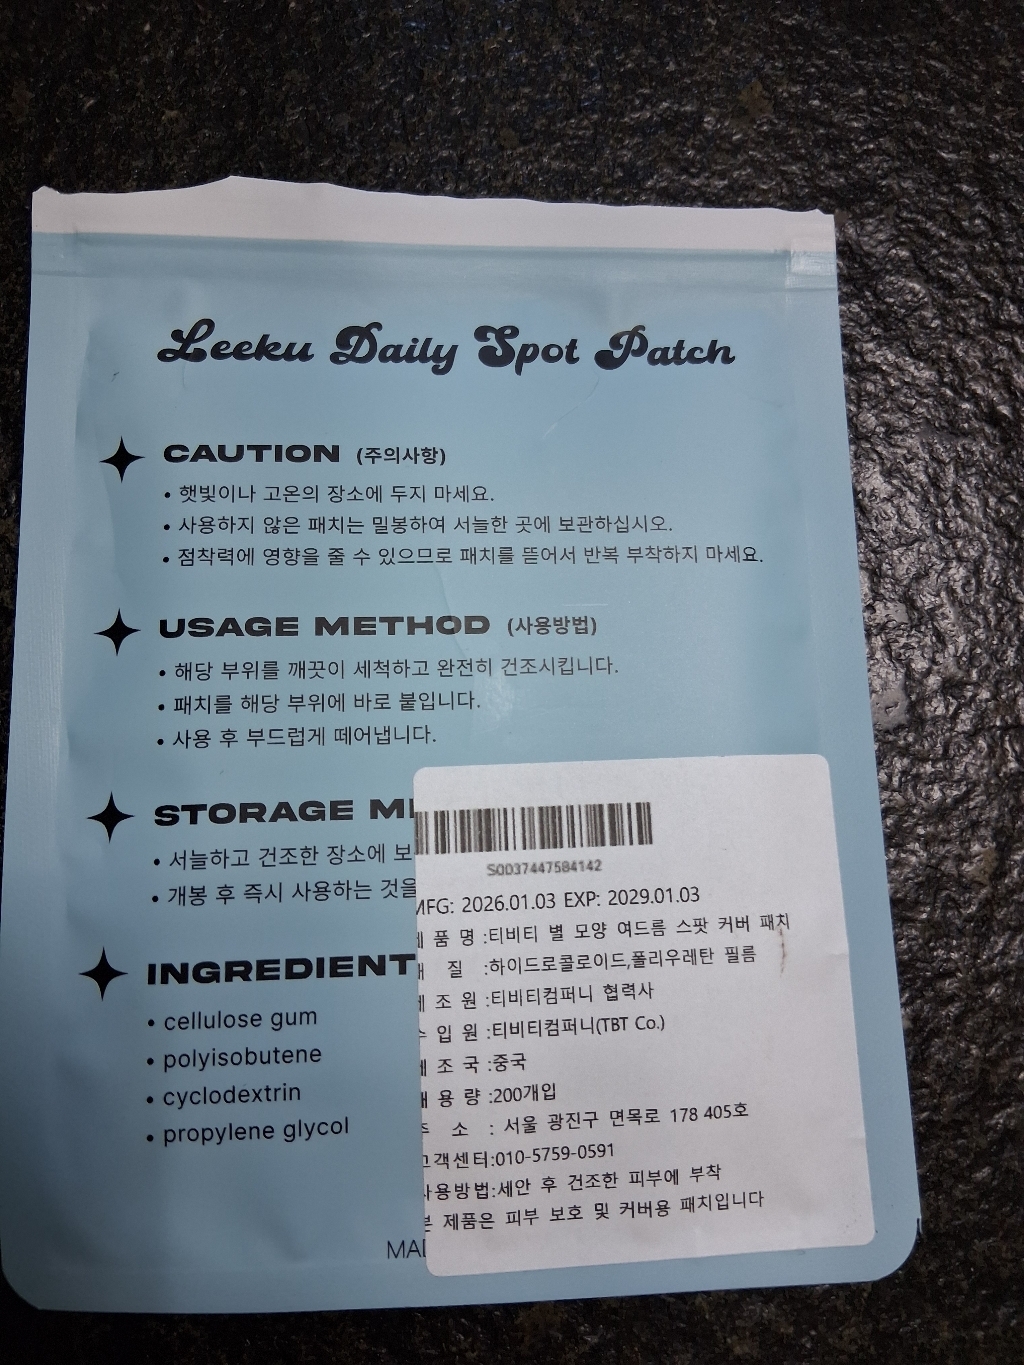 Leeku Daily Spot Patch
CAUTION (주의사항)
• 햇빛이나 고온의 장소에 두지 마세요.
• 사용하지 않은 패치는 밀봉하여 서늘한 곳에 보관하십시오.
• 점착력에 영향을 줄 수 있으므로 패치를 뜯어서 반복 부착하지 마세요.
USAGE METHOD (사용방법)
• 해당 부위를 깨끗이 세척하고 완전히 건조시킵니다.
• 패치를 해당 부위에 바로 붙입니다.
• 사용 후 부드럽게 떼어냅니다.
STORAGE
• 서늘하고 건조한 장소에
• 개봉 후 즉시 사용하는 것을
INGREDIENT
• cellulose gum
• polyisobutene
• cyclodextrin
• propylene glycol
S0037447584142
MFG: 2026.01.03 EXP: 2029.01.03
품 명 :티비티 별 모양 여드름 스팟 커버 패치
질 :하이드로콜로이드,폴리우레탄 필름
조 원 :티비티컴퍼니 협력사
입 원 :티비티컴퍼니(TBT Co.)
조 국 :중국
용 량 :200개입
소 : 서울 광진구 면목로 178 405호
고객센터:010-5759-0591
사용방법:세안 후 건조한 피부에 부착
본 제품은 피부 보호 및 커버용 패치입니다